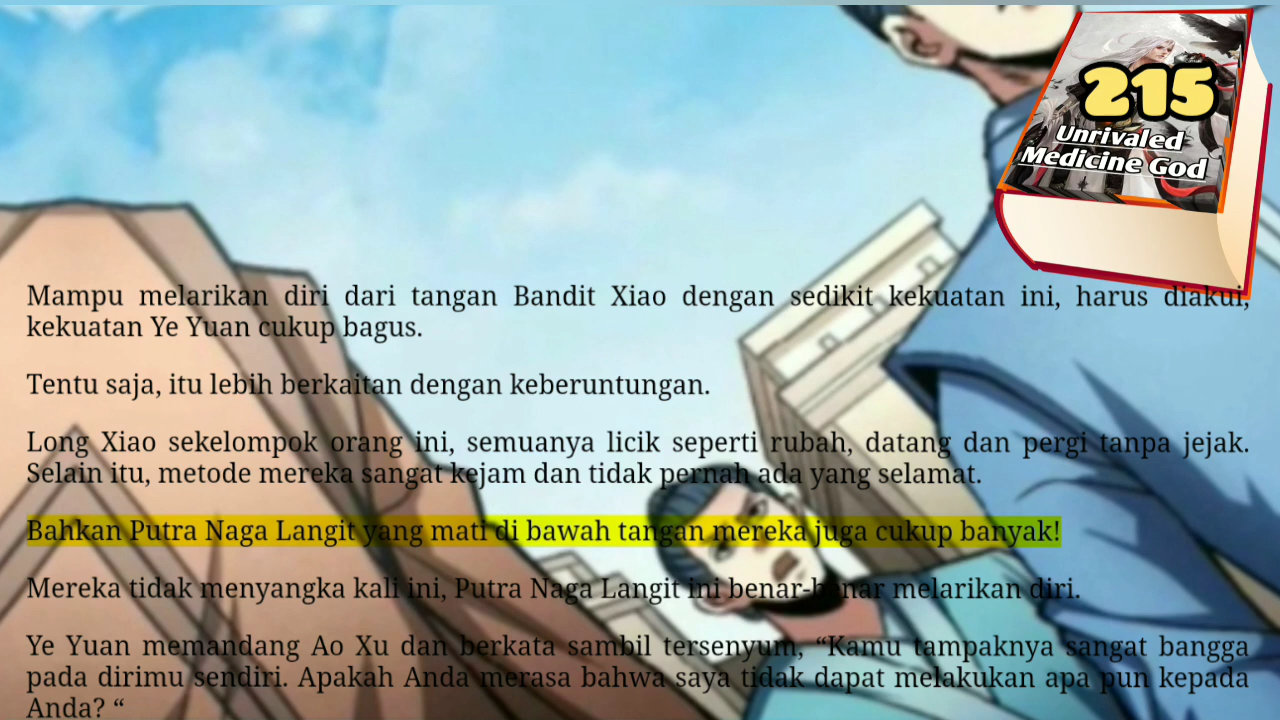 215
Unrivaled
Medicine God
Mampu melarikan diri dari tangan Bandit Xiao dengan sedikit kekuatan ini, harus diakui,
kekuatan Ye Yuan cukup bagus.
Tentu saja, itu lebih berkaitan dengan keberuntungan.
Long Xiao sekelompok orang ini, semuanya licik seperti rubah, datang dan pergi tanpa jejak.
Selain itu, metode mereka sangat kejam dan tidak pernah ada yang selamat.
Bahkan Putra Naga Langit yang mati di bawah tangan mereka juga cukup banyak!
Mereka tidak menyangka kali ini, Putra Naga Langit ini benar-benar melarikan diri.
Ye Yuan memandang Ao Xu dan berkata sambil tersenyum, “Kamu tampaknya sangat bangga
pada dirimu sendiri. Apakah Anda merasa bahwa saya tidak dapat melakukan apa pun kepada
Anda? “